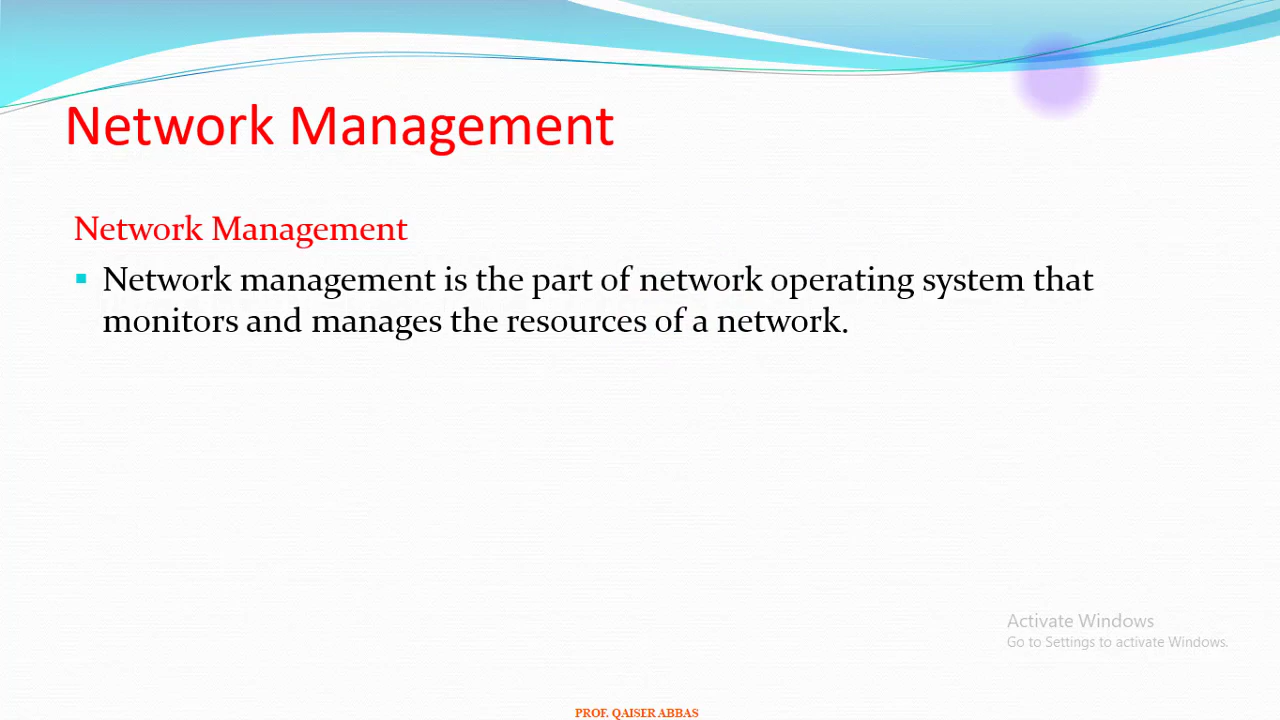 Network Management
Network Management
Network management is the part of network operating system that
monitors and manages the resources of a network.
Activate Windows
Go to Settings to activate Windows.
PROF. QAISER ABBAS